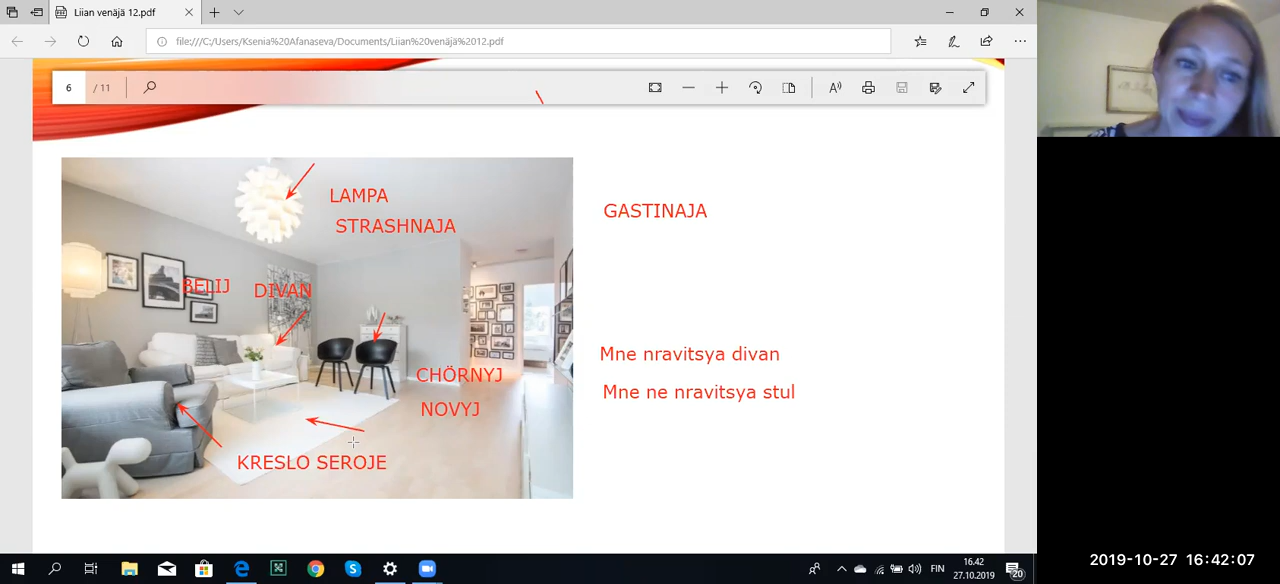 Liian venäjä 12.pdf
file:///C:/Users/Ksenia%20Afanaseva/Documents/Liian%20venäjä%2012.pdf
6 / 11
LAMPA
STRASHNAJA
GASTINAJA
BELIJ
DIVAN
Mne nravitsya divan
CHÖRNYJ
Mne ne nravitsya stul
NOVYJ
KRESLO SEROJE
FIN
16.42
27.10.2019
20
2019-10-27 16:42:07